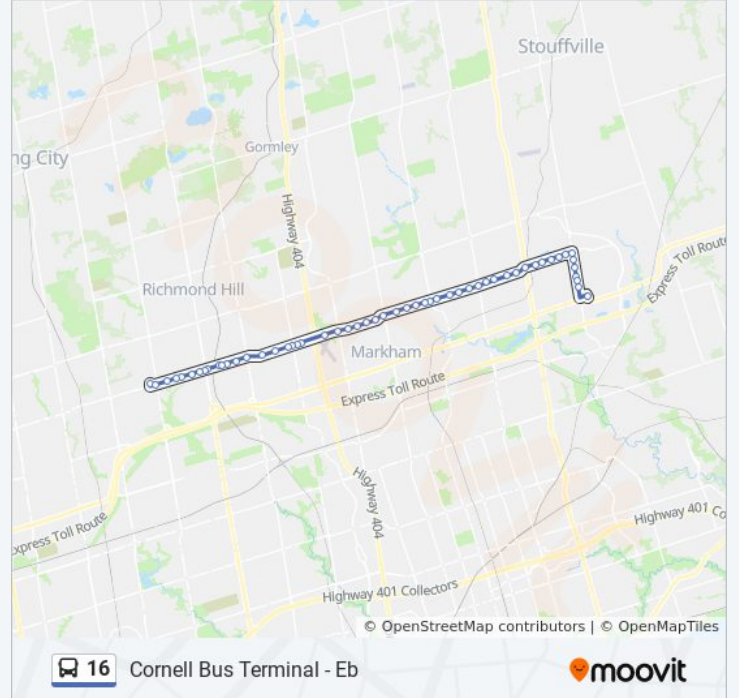 Stouffville
Gormley
ng City
Highway 404
Express Toll Route
Richmond Hill
Markham
Express Toll Route
Highway 404
xpress Toll Route
Highway 401 Co
Highway 401 Collectors
© OpenStreetMap contributors | © OpenMapTiles
16 Cornell Bus Terminal - Eb
moovit